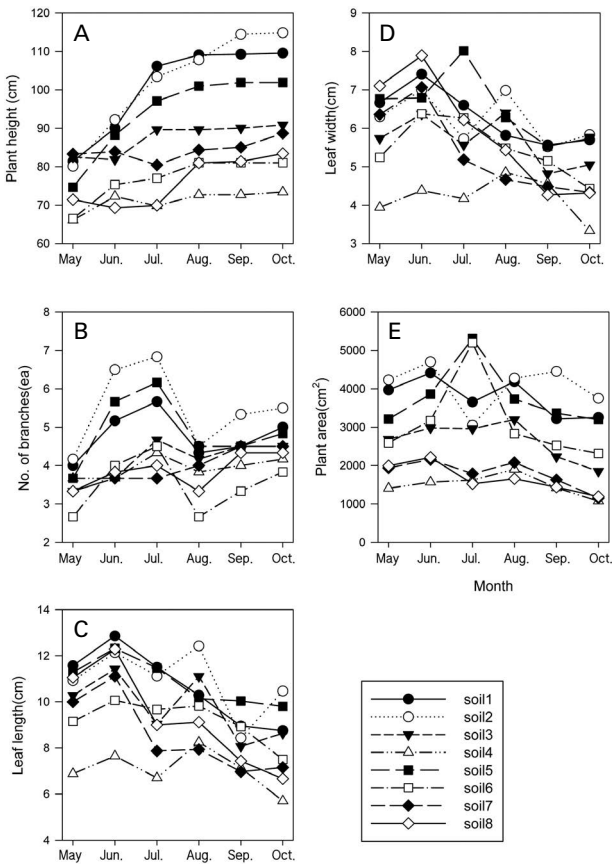 A
Plant height (cm)
120
110
100
90
80
70
60
May Jun. Jul. Aug. Sep. Oct.
D
Leaf width(cm)
9
8
7
6
5
4
3
May Jun. Jul. Aug. Sep. Oct.
B
No. of branches(ea)
8
7
6
5
4
3
2
May Jun. Jul. Aug. Sep. Oct.
E
Plant area(cm²)
6000
5000
4000
3000
2000
1000
0
May Jun. Jul. Aug. Sep. Oct.
Month
C
Leaf length(cm)
14
12
10
8
6
4
May Jun. Jul. Aug. Sep. Oct.
soil1
soil2
soil3
soil4
soil5
soil6
soil7
soil8